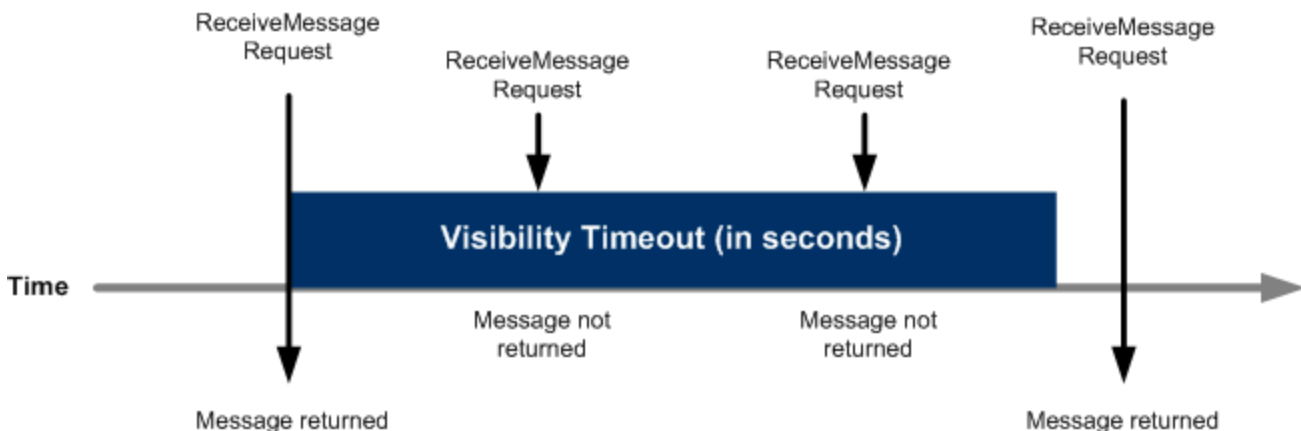 ReceiveMessage
Request
ReceiveMessage
Request
ReceiveMessage
Request
ReceiveMessage
Request
Visibility Timeout (in seconds)
Time
Message not
returned
Message not
returned
Message returned
Message returned